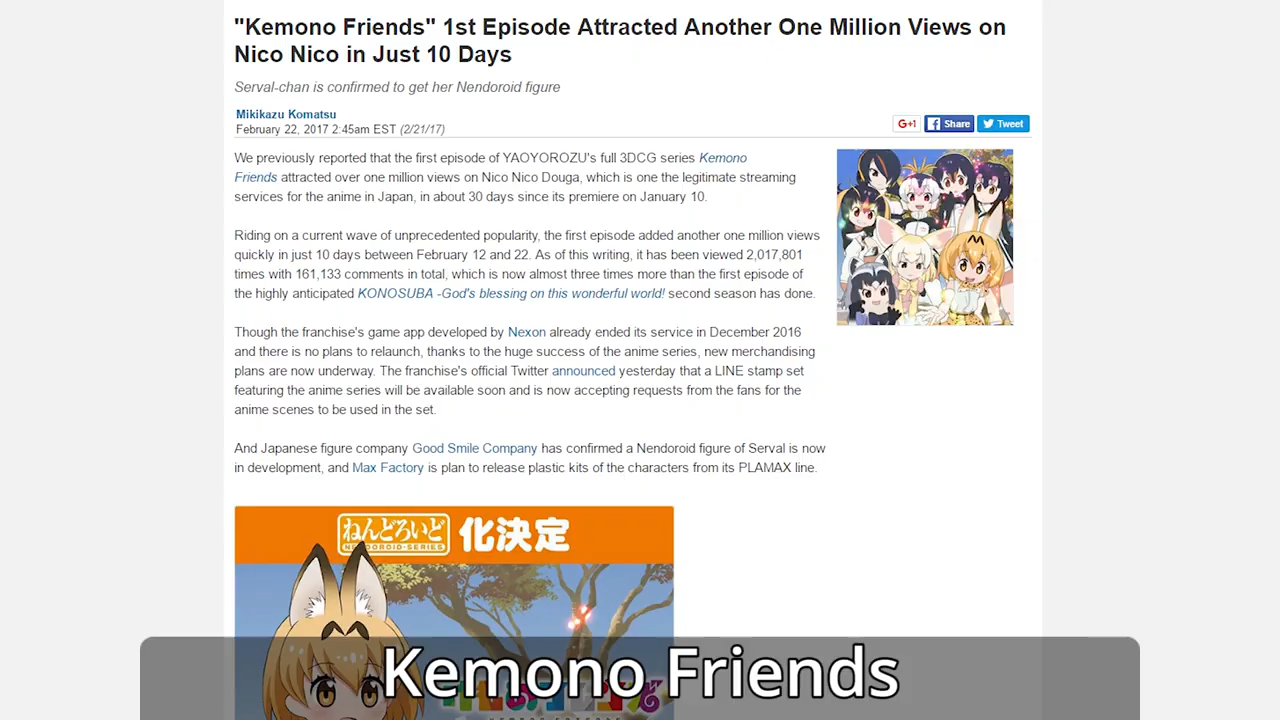 "Kemono Friends" 1st Episode Attracted Another One Million Views on
Nico Nico in Just 10 Days
Serval-chan is confirmed to get her Nendoroid figure
Mikikazu Komatsu
February 22, 2017 2:45am EST (2/21/17)
G+1 Share Tweet
We previously reported that the first episode of YAOYOROZU's full 3DCG series Kemono
Friends attracted over one million views on Nico Nico Douga, which is one the legitimate streaming
services for the anime in Japan, in about 30 days since its premiere on January 10.
Riding on a current wave of unprecedented popularity, the first episode added another one million views
quickly in just 10 days between February 12 and 22. As of this writing, it has been viewed 2,017,801
times with 161,133 comments in total, which is now almost three times more than the first episode of
the highly anticipated KONOSUBA -God's blessing on this wonderful world! second season has done.
Though the franchise's game app developed by Nexon already ended its service in December 2016
and there is no plans to relaunch, thanks to the huge success of the anime series, new merchandising
plans are now underway. The franchise's official Twitter announced yesterday that a LINE stamp set
featuring the anime series will be available soon and is now accepting requests from the fans for the
anime scenes to be used in the set.
And Japanese figure company Good Smile Company has confirmed a Nendoroid figure of Serval is now
in development, and Max Factory is plan to release plastic kits of the characters from its PLAMAX line.
ねんどろいど 化決定
NENDOROID-SERIES
Kemono Friends